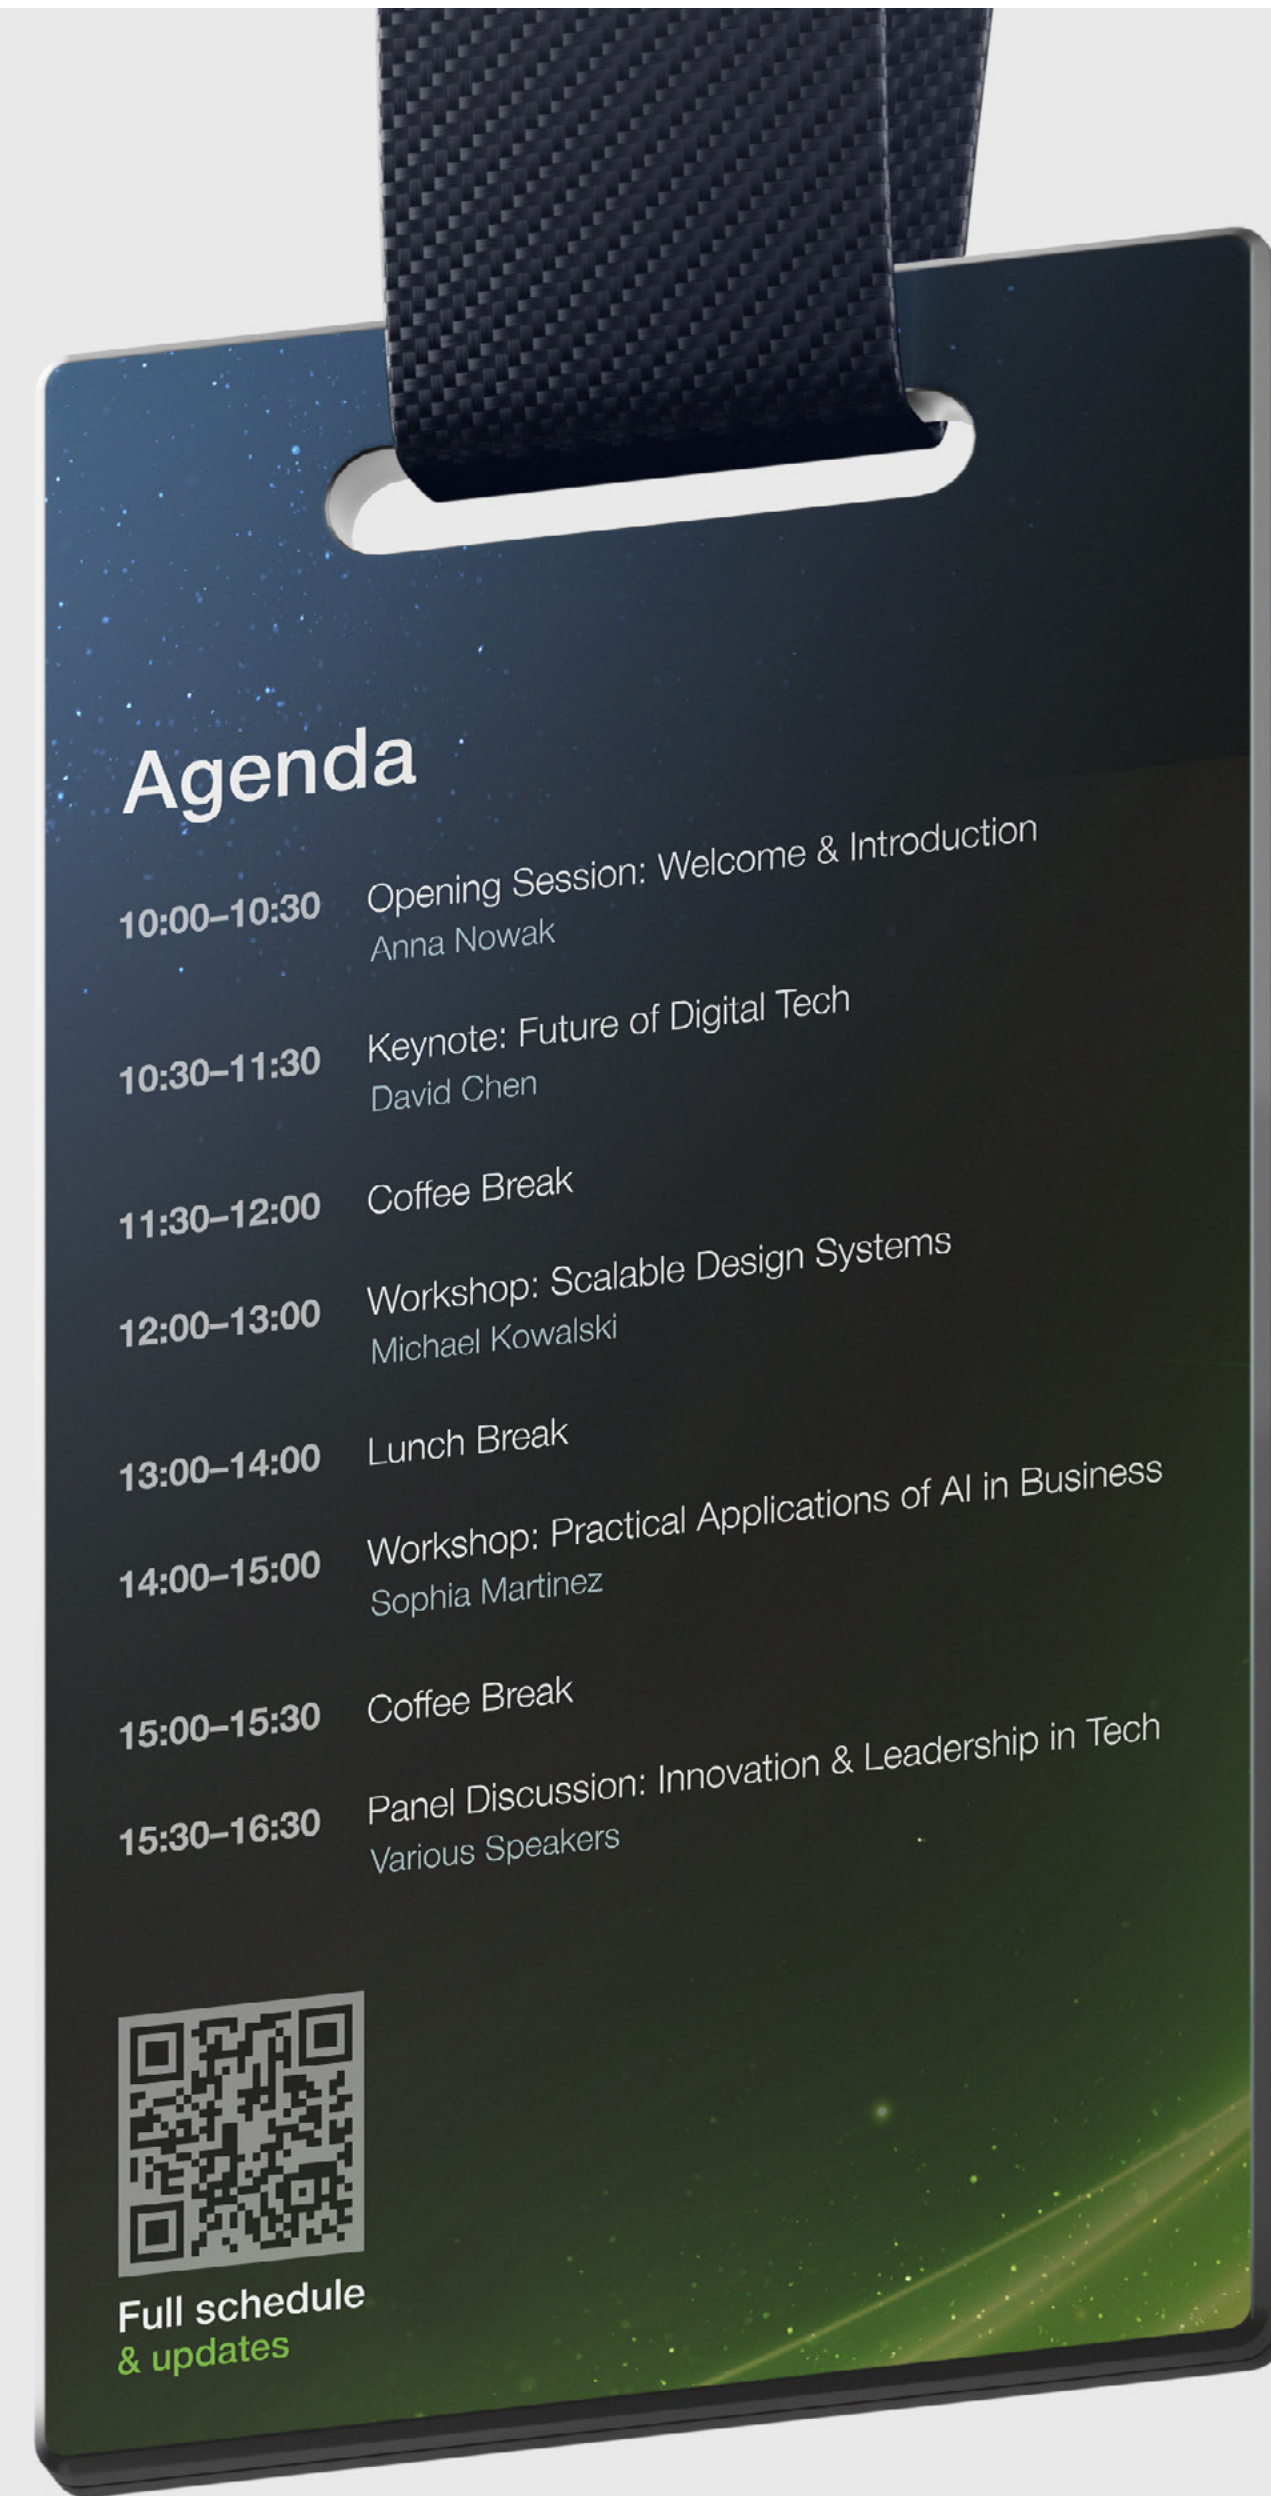 Agenda
10:00–10:30
Opening Session: Welcome & Introduction
Anna Nowak
10:30–11:30
Keynote: Future of Digital Tech
David Chen
11:30–12:00
Coffee Break
12:00–13:00
Workshop: Scalable Design Systems
Michael Kowalski
13:00–14:00
Lunch Break
14:00–15:00
Workshop: Practical Applications of AI in Business
Sophia Martinez
15:00–15:30
Coffee Break
15:30–16:30
Panel Discussion: Innovation & Leadership in Tech
Various Speakers
Full schedule
& updates